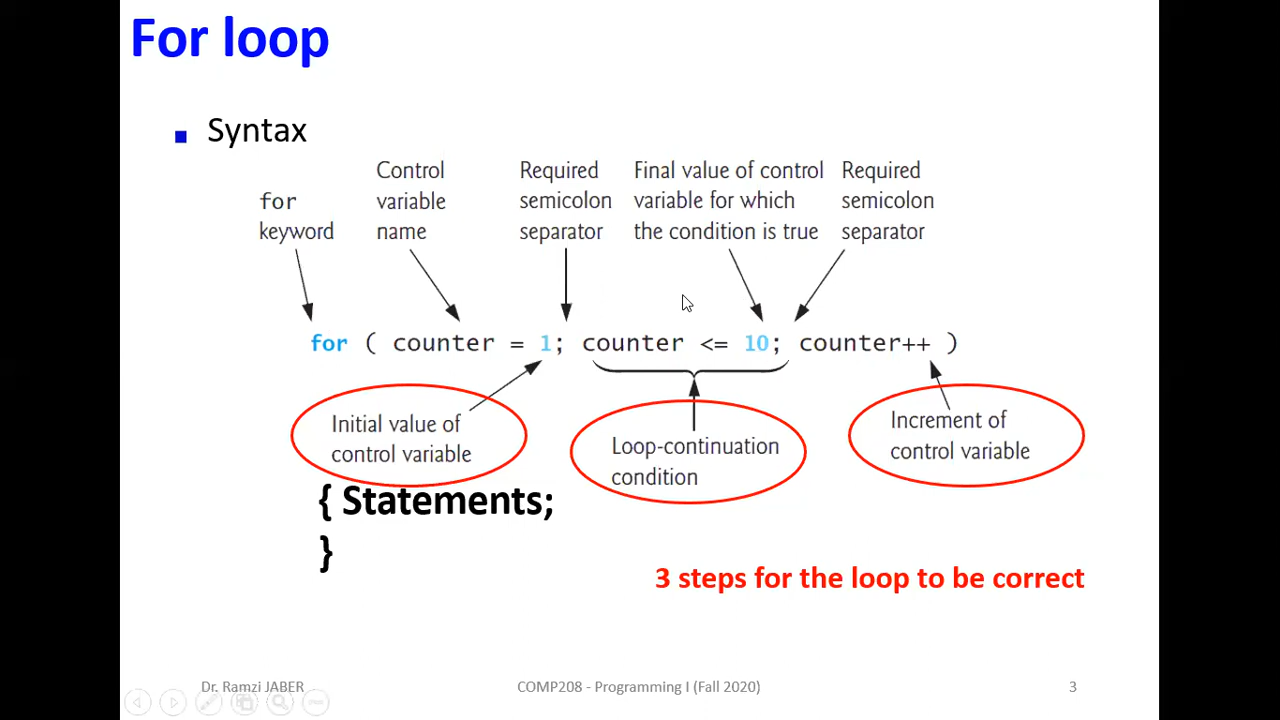 For loop
Syntax
for
keyword
Control
variable
name
Required
semicolon
separator
Final value of control
variable for which
the condition is true
Required
semicolon
separator
for ( counter = 1; counter <= 10; counter++ )
Initial value of
control variable
Loop-continuation
condition
Increment of
control variable
{ Statements;
}
3 steps for the loop to be correct
Dr. Ramzi JABER
COMP208 - Programming I (Fall 2020)
3